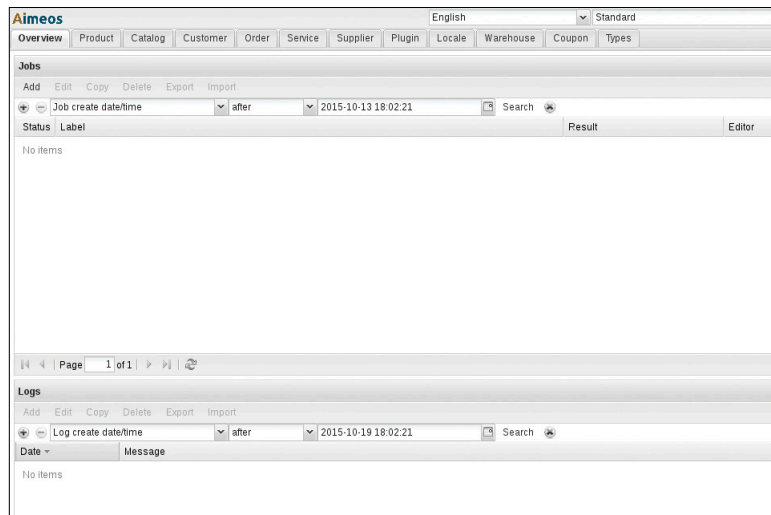 Aimeos English Standard
Overview Product Catalog Customer Order Service Supplier Plugin Locale Warehouse Coupon Types
Jobs
Add Edit Copy Delete Export Import
Job create date/time after 2015-10-13 18:02:21 Search
Status Label Result Editor
No items
Page 1 of 1
Logs
Add Edit Copy Delete Export Import
Log create date/time after 2015-10-19 18:02:21 Search
Date Message
No items